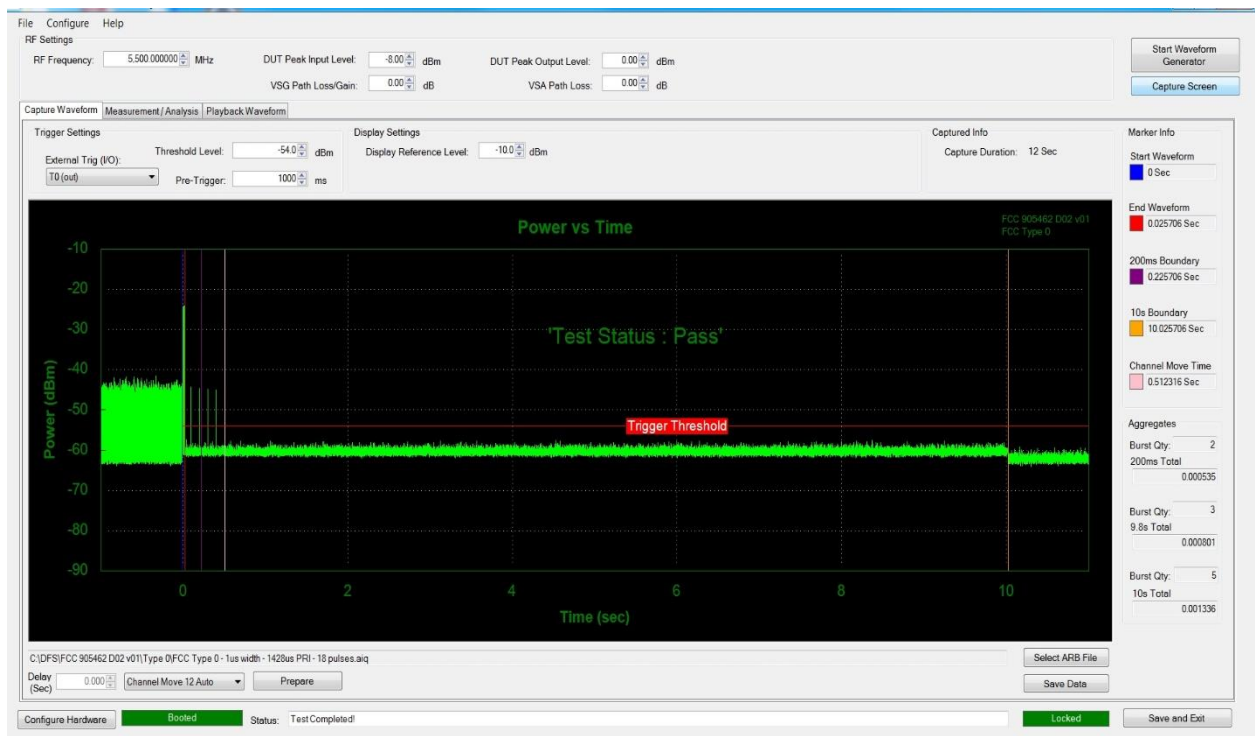 File Configure Help
RF Settings
RF Frequency: 5,500.000000 MHz
DUT Peak Input Level: -8.00 dBm
DUT Peak Output Level: 0.00 dBm
VSG Path Loss/Gain: 0.00 dB
VSA Path Loss: 0.00 dB
Start Waveform
Generator
Capture Screen
Capture Waveform Measurement / Analysis Playback Waveform
Trigger Settings
External Trig (I/O):
T0 (out)
Threshold Level: -54.0 dBm
Pre-Trigger: 1000 ms
Display Settings
Display Reference Level: -10.0 dBm
Captured Info
Capture Duration: 12 Sec
Power vs Time
FCC 905462 D02 v01
FCC Type 0
'Test Status : Pass'
Trigger Threshold
Power (dBm)
-10
-20
-30
-40
-50
-60
-70
-80
-90
0 2 4 6 8 10
Time (sec)
Marker Info
Start Waveform
0 Sec
End Waveform
0.025706 Sec
200ms Boundary
0.225706 Sec
10s Boundary
10.025706 Sec
Channel Move Time
0.512316 Sec
Aggregates
Burst Qty: 2
200ms Total
0.000535
Burst Qty: 3
9.8s Total
0.000801
Burst Qty: 5
10s Total
0.001336
C:\DFS\FCC 905462 D02 v01\Type 0\FCC Type 0 - 1us width - 1428us PRI - 18 pulses.aiq
Select ARB File
Delay
(Sec) 0.000 Channel Move 12 Auto Prepare
Save Data
Configure Hardware Booted Status: Test Completed! Locked Save and Exit